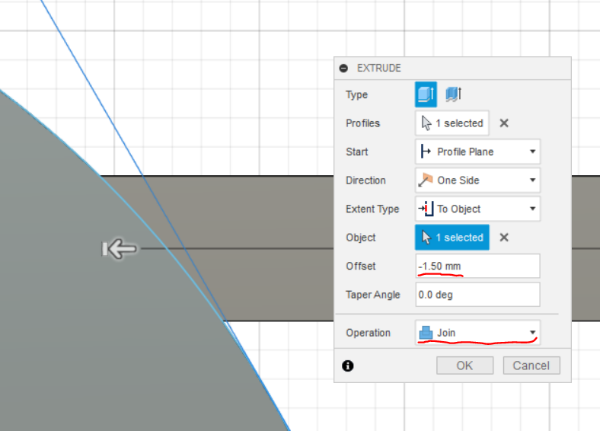 EXTRUDE
Type
Profiles 1 selected
Start Profile Plane
Direction One Side
Extent Type To Object
Object 1 selected
Offset -1.50 mm
Taper Angle 0.0 deg
Operation Join
OK Cancel